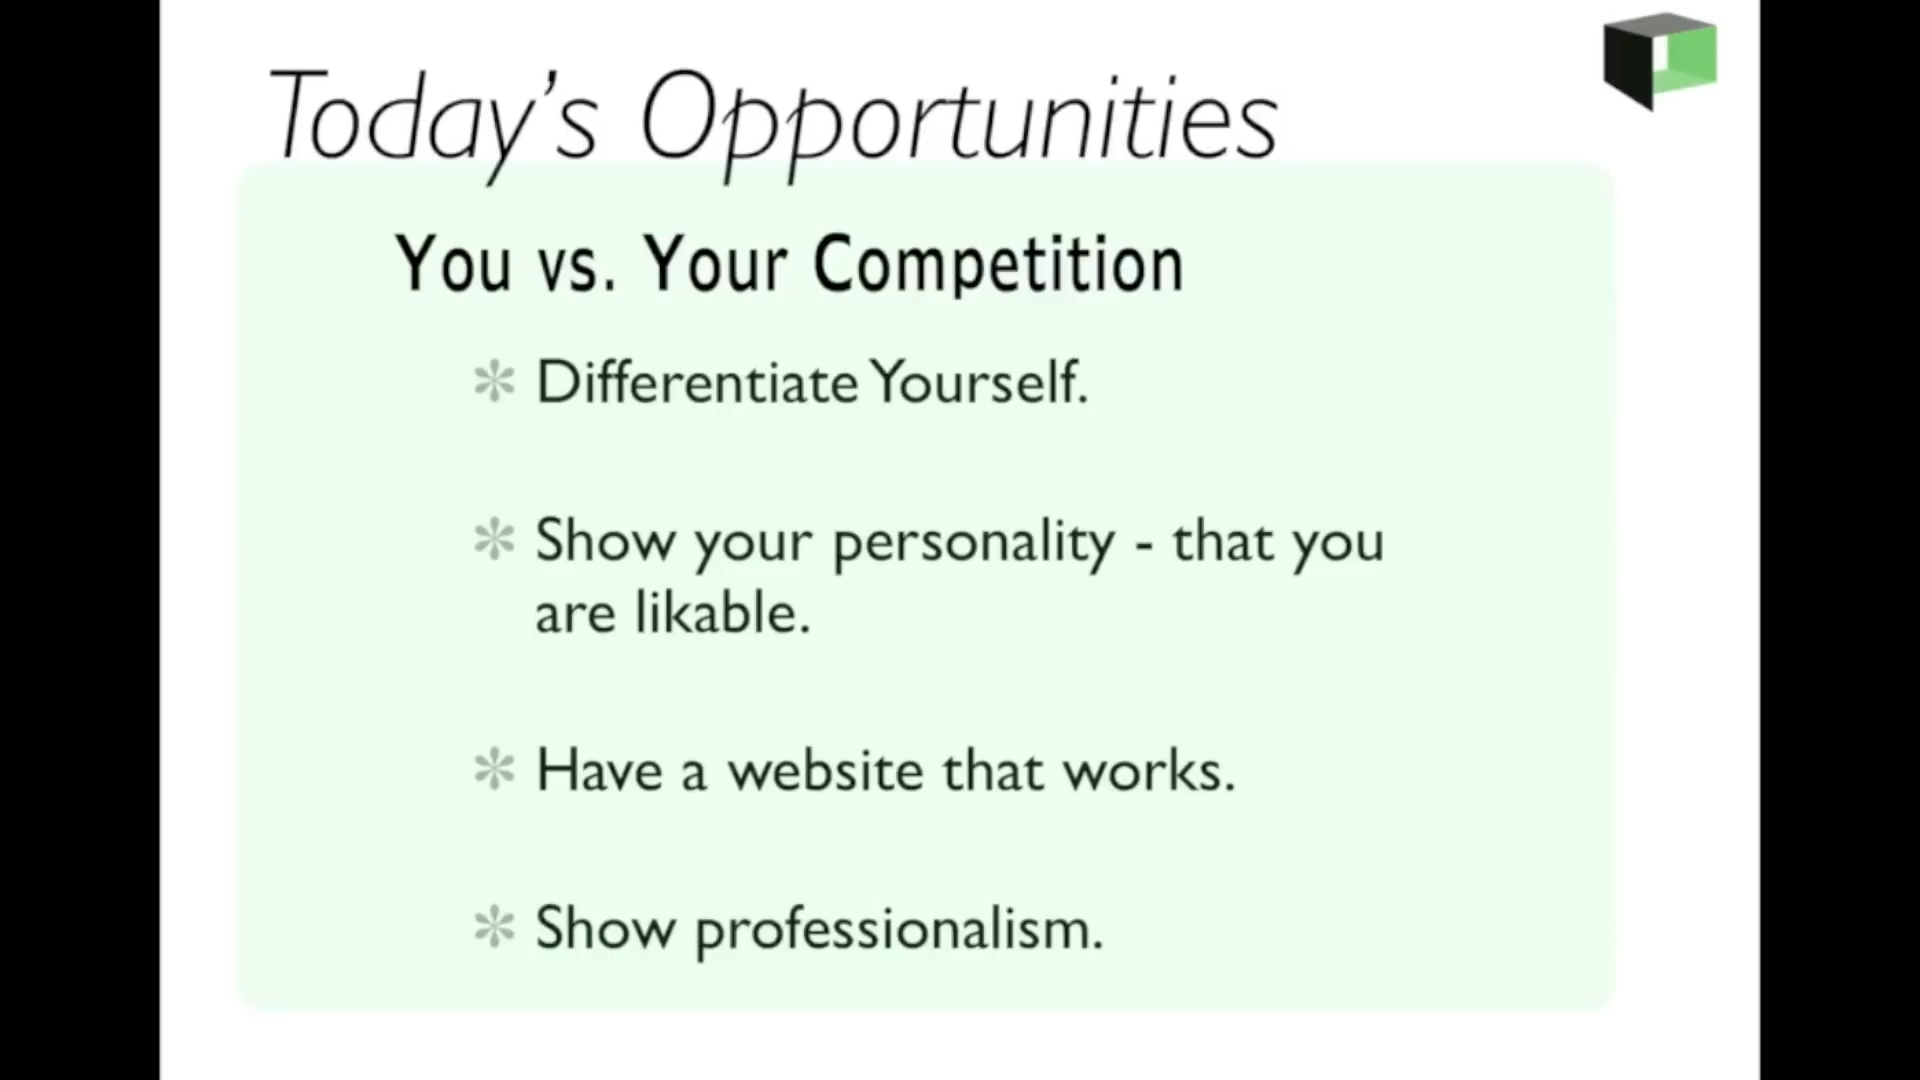 Today's Opportunities
You vs. Your Competition
* Differentiate Yourself.
* Show your personality - that you
are likable.
* Have a website that works.
* Show professionalism.